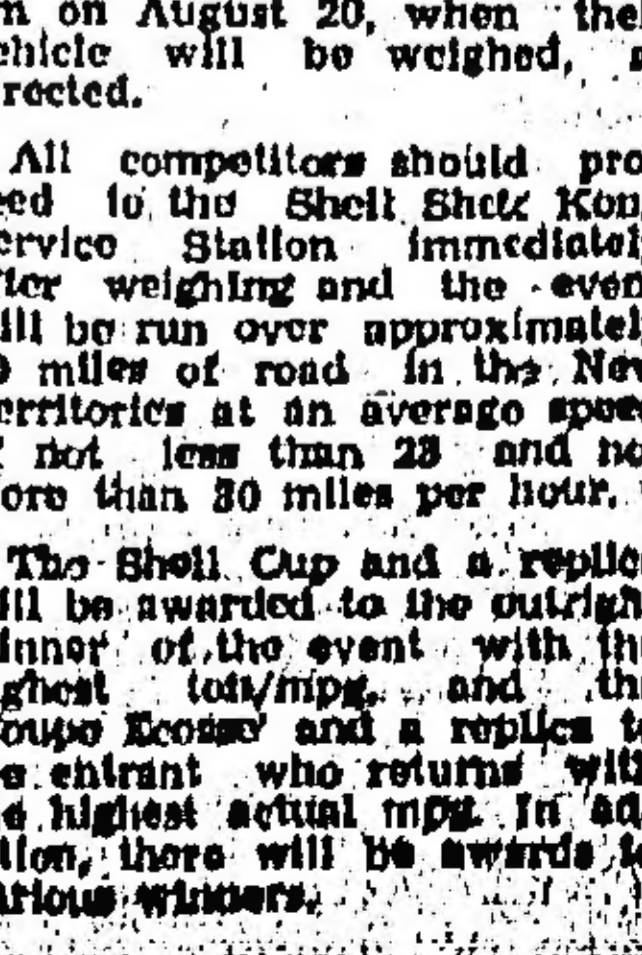 m on August 20, when the
ehicle will be weighed, a
rected.
All competitors should pro
eed to the Shell Shek Kon
ervice Station immediatel
fter weighing and the even
ill be run over approximatel
0 miles of road in the New
erritories at an average spee
f not less than 23 and no
ore than 30 miles per hour.
The Shell Cup and a replic
ill be awarded to the outrigh
inner of the event with th
ghest ton/mpg. and th
oupe Ecosse' and a replica t
e entrant who returns with
e highest actual mpg. In ad
tion, there will be awards t
arious winners.